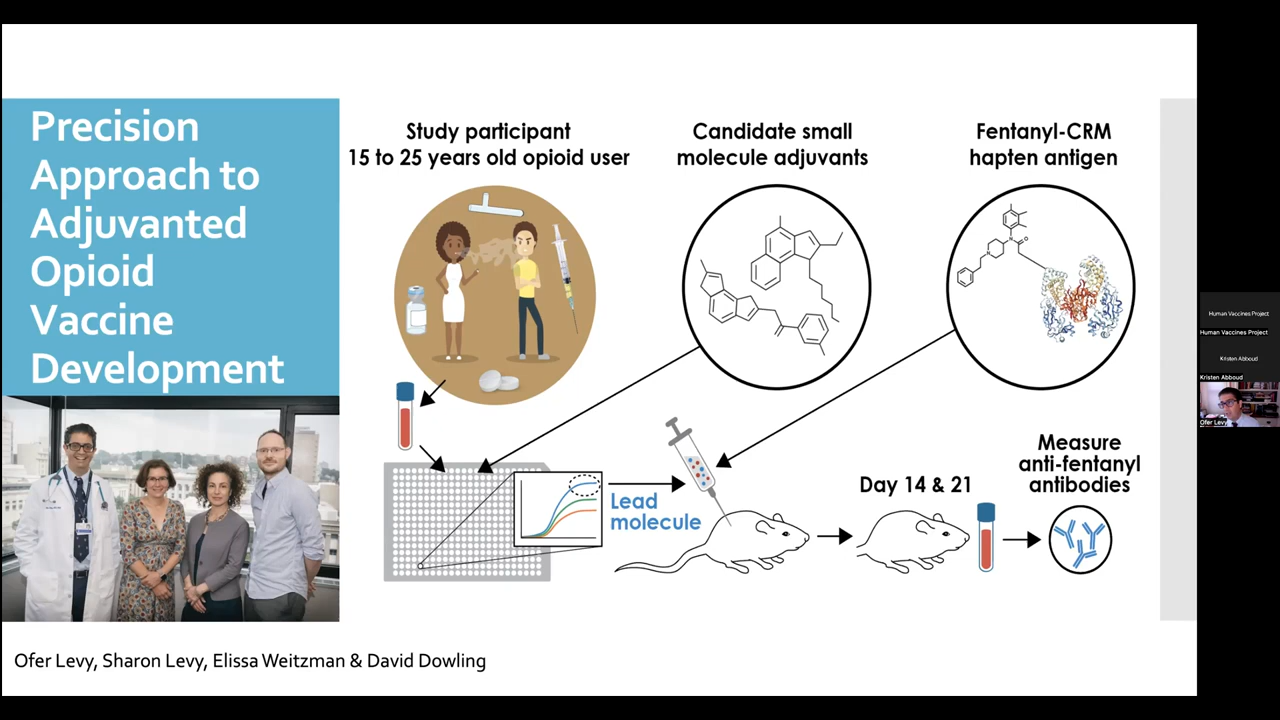 Precision
Approach to
Adjuvanted
Opioid
Vaccine
Development
Study participant
15 to 25 years old opioid user
Candidate small
molecule adjuvants
Fentanyl-CRM
hapten antigen
Lead
molecule
Day 14 & 21
Measure
anti-fentanyl
antibodies
Ofer Levy, Sharon Levy, Elissa Weitzman & David Dowling
Human Vaccines Project
Human Vaccines Project
Kristen Abboud
Kristen Abboud
Ofer Levy